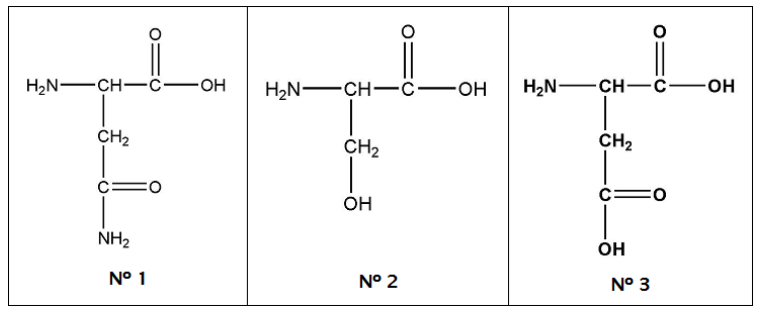 O
H₂N CH C OH
CH₂
C O
NH₂
Nº 1
O
H₂N CH C OH
CH₂
OH
Nº 2
O
H₂N CH C OH
CH₂
C O
OH
Nº 3